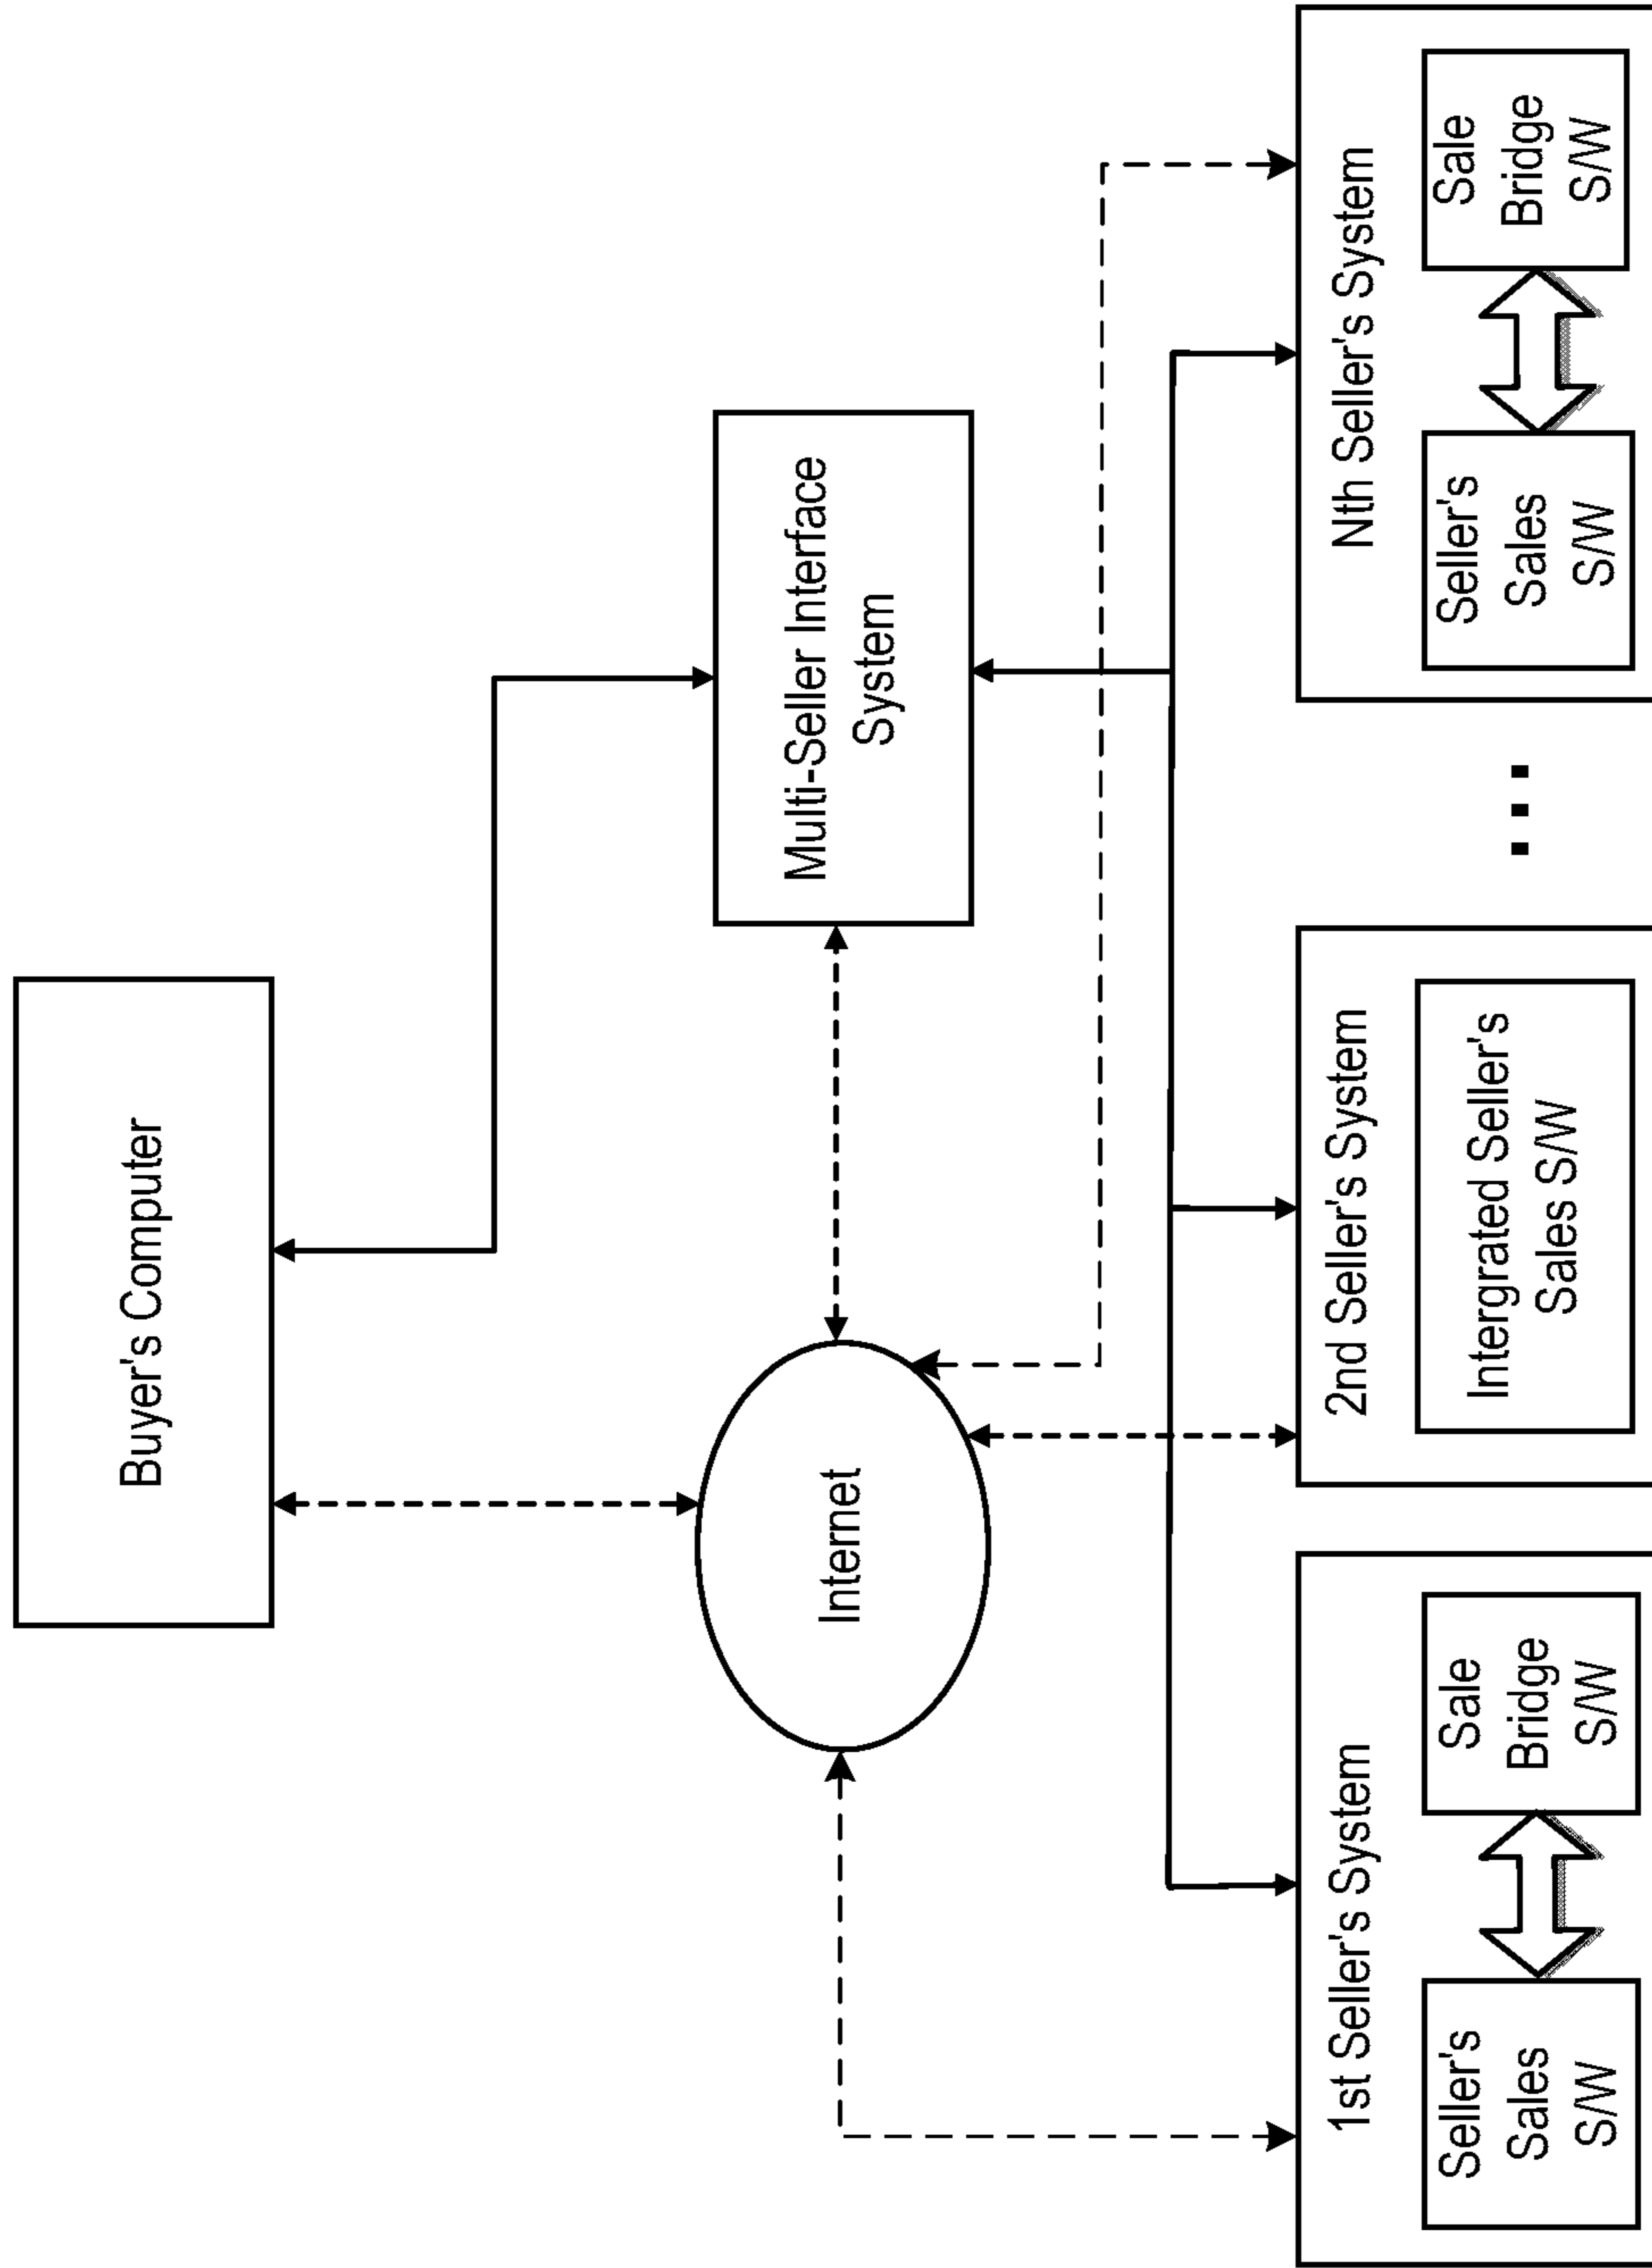 Buyer's Computer
Internet
Multi-Seller Interface
System
1st Seller's System
Seller's
Sales
S/W
Sale
Bridge
S/W
2nd Seller's System
Intergrated Seller's
Sales S/W
...
Nth Seller's System
Seller's
Sales
S/W
Sale
Bridge
S/W